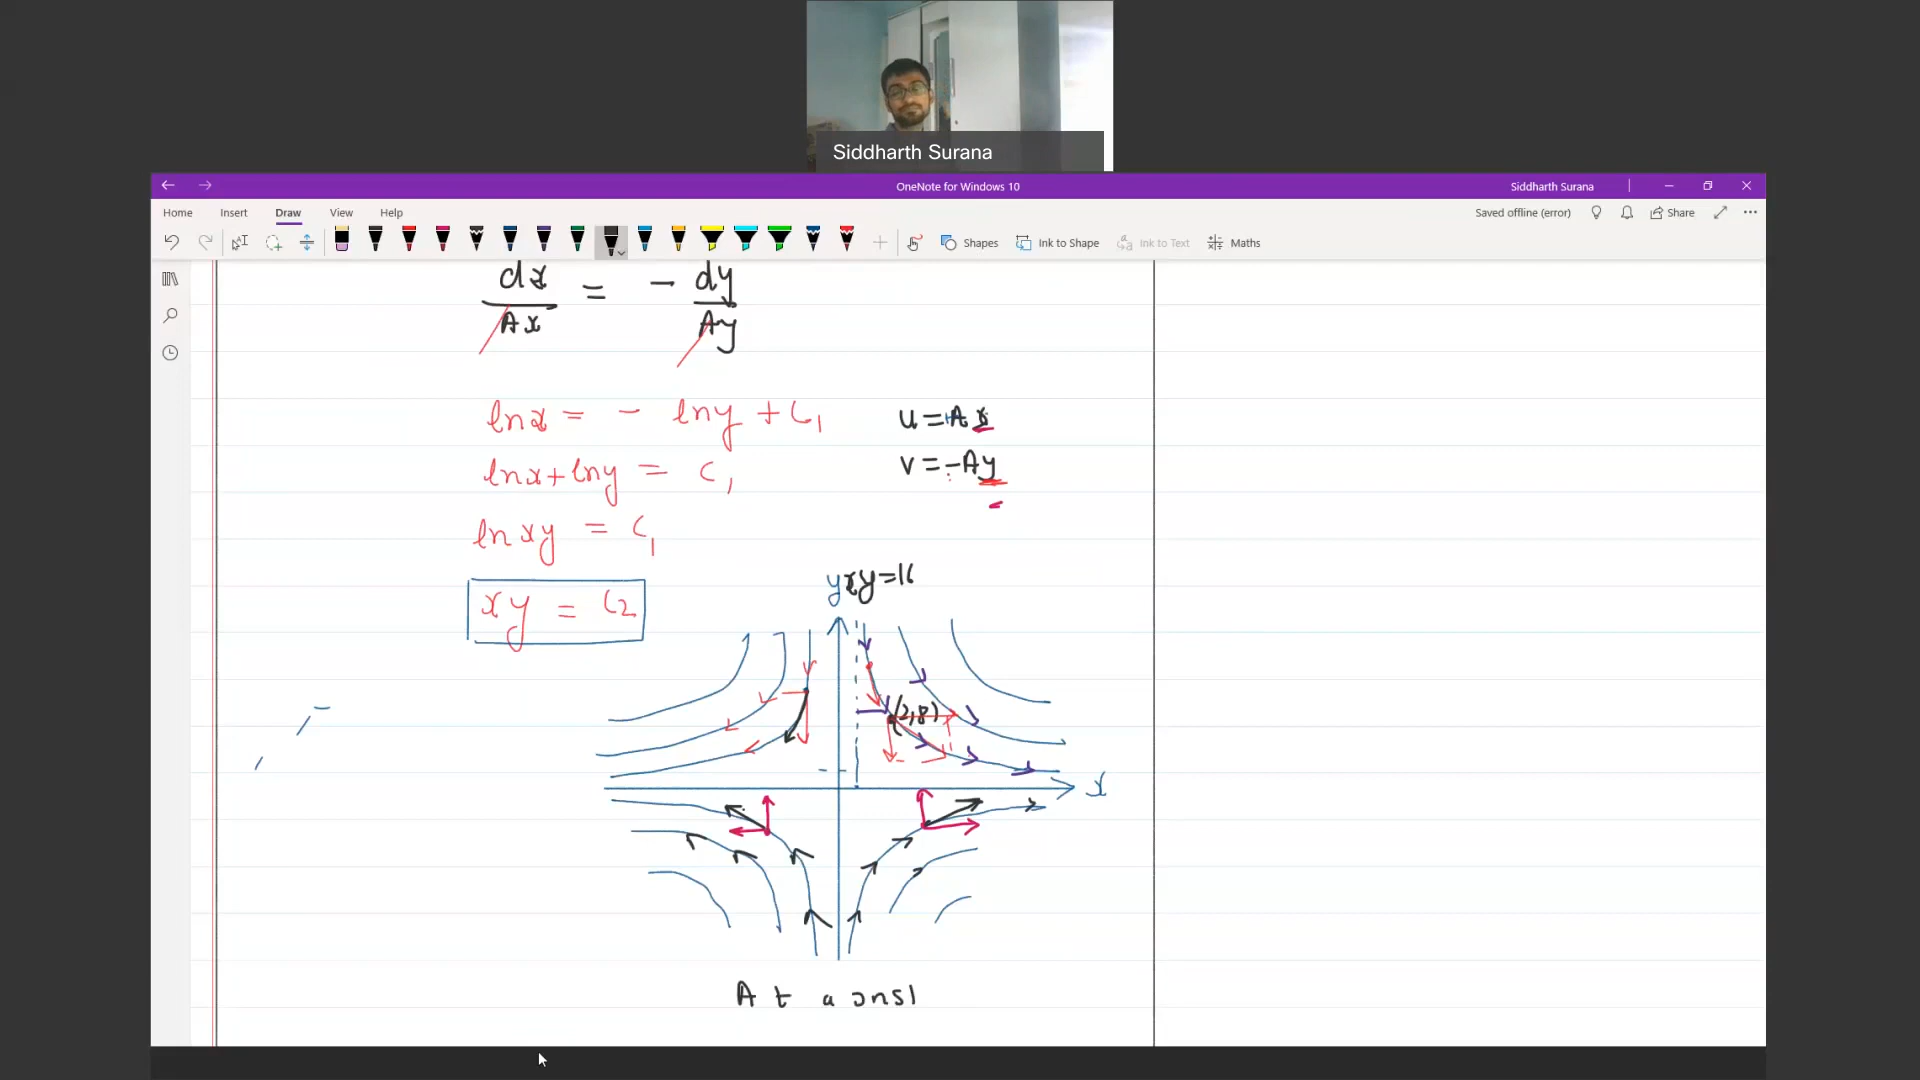 Siddharth Surana
OneNote for Windows 10
Siddharth Surana
Home Insert Draw View Help
Saved offline (error) Share
Shapes Ink to Shape Ink to Text Maths
dx/Ax = - dy/Ay
ln x = - ln y + C1
u = Ax
ln x + ln y = C1
v = -Ay
ln xy = C1
y xy=16
xy = C2
(2,8)
x
A t a